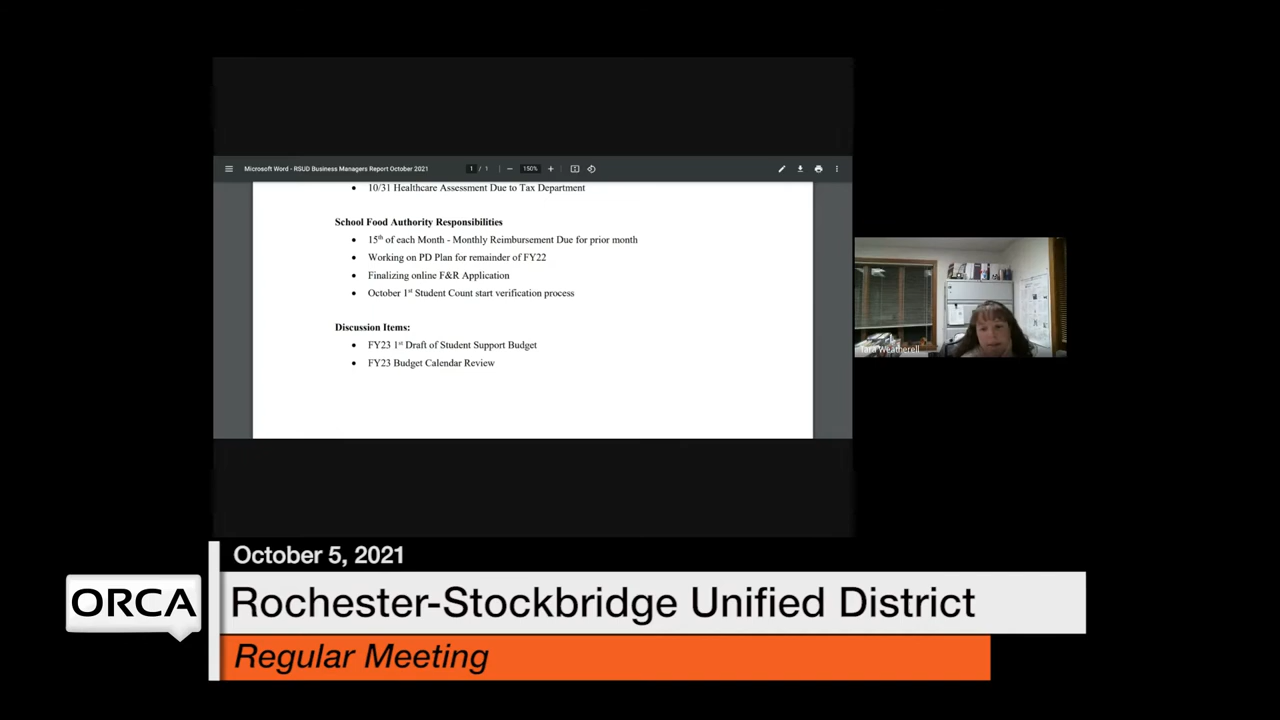 Microsoft Word - RSUD Business Managers Report October 2021
1 / 1
150%
10/31 Healthcare Assessment Due to Tax Department
School Food Authority Responsibilities
15th of each Month - Monthly Reimbursement Due for prior month
Working on PD Plan for remainder of FY22
Finalizing online F&R Application
October 1st Student Count start verification process
Discussion Items:
FY23 1st Draft of Student Support Budget
FY23 Budget Calendar Review
Tara Weatherell
October 5, 2021
ORCA
Rochester-Stockbridge Unified District
Regular Meeting